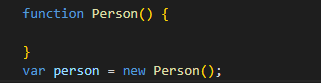 function Person() {
}
var person = new Person();